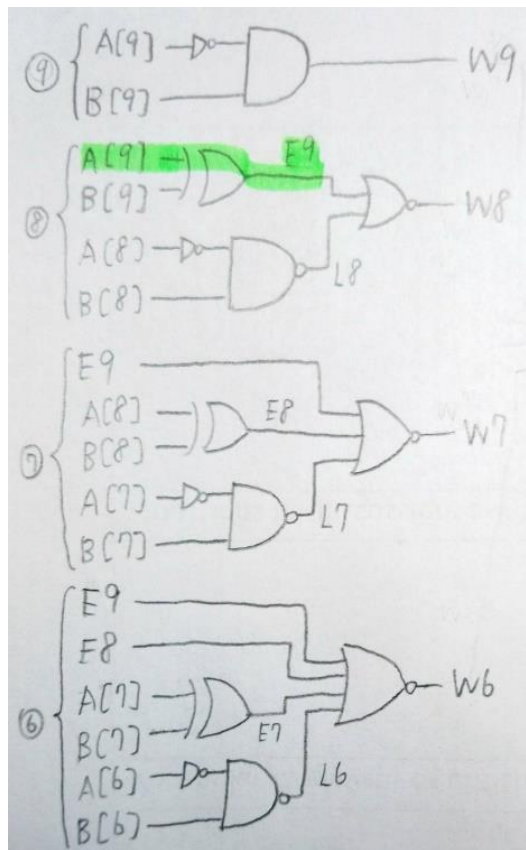 ⑨ A[9] W9
B[9]
⑧ A[9] E9
B[9] W8
A[8] L8
B[8]
⑦ E9
A[8] E8 W7
B[8]
A[7] L7
B[7]
⑥ E9
E8
A[7] W6
B[7] E7
A[6] L6
B[6]